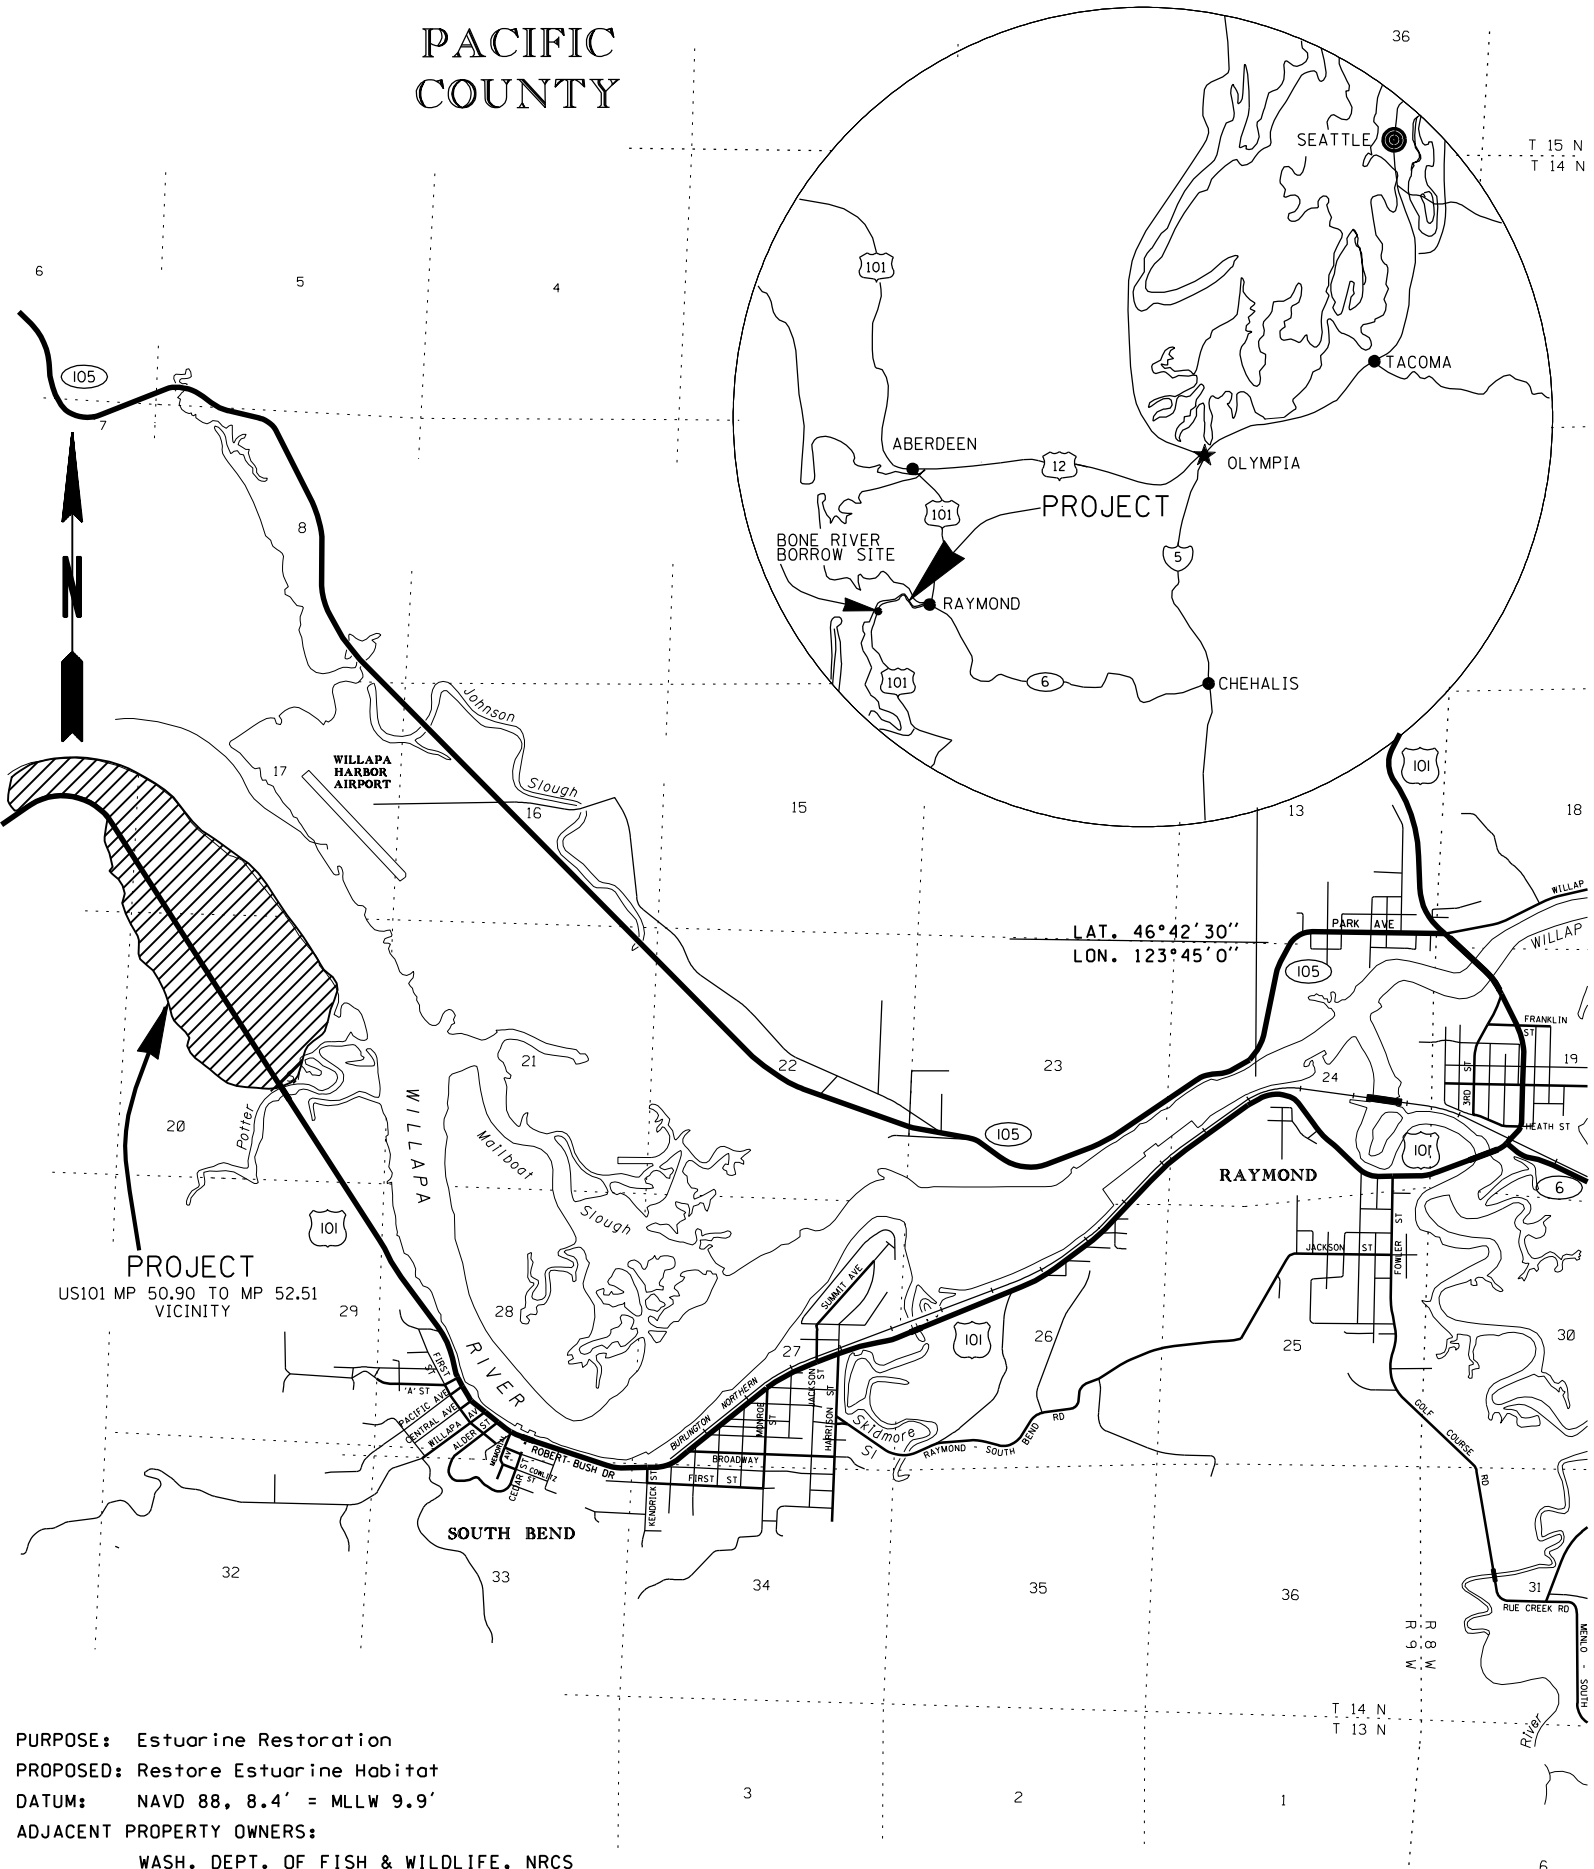 PACIFIC
COUNTY
36
SEATTLE
T 15 N
T 14 N
6
5
4
101
105
7
TACOMA
ABERDEEN
12
OLYMPIA
PROJECT
101
8
BONE RIVER
BORROW SITE
5
N
RAYMOND
101
6
CHEHALIS
Johnson
WILLAPA
HARBOR
AIRPORT
17
Slough
16
15
101
13
18
WILLAP
PARK AVE
WILLAP
LAT. 46°42'30"
LON. 123°45'0"
105
FRANKLIN
ST
21
22
23
24
19
3RD ST
WILLAPA
RIVER
Potter
20
Mailboat
Slough
105
HEATH ST
101
RAYMOND
6
101
PROJECT
US101 MP 50.90 TO MP 52.51
VICINITY
JACKSON ST
FOWLER ST
SUMMIT AVE
29
28
27
101
26
25
30
FIRST
ST
'A' ST
PACIFIC AVE
CENTRAL AVE
WILLAPA AV
ALDER ST
MEMORIAL
AV
CEDAR ST
COWLITZ
ST
ROBERT BUSH DR
BURLINGTON NORTHERN
MONROE
ST
JACKSON
ST
HARRISON ST
BROADWAY
FIRST ST
KENDRICK ST
Skidmore
Sl
RAYMOND - SOUTH BEND RD
GOLF COURSE RD
SOUTH BEND
32
33
34
35
36
31
RUE CREEK RD
MENLO - SOUTH
R 8 W
R 9 W
T 14 N
T 13 N
River
PURPOSE: Estuarine Restoration
PROPOSED: Restore Estuarine Habitat
DATUM: NAVD 88, 8.4' = MLLW 9.9'
ADJACENT PROPERTY OWNERS:
WASH. DEPT. OF FISH & WILDLIFE. NRCS
3
2
1
6